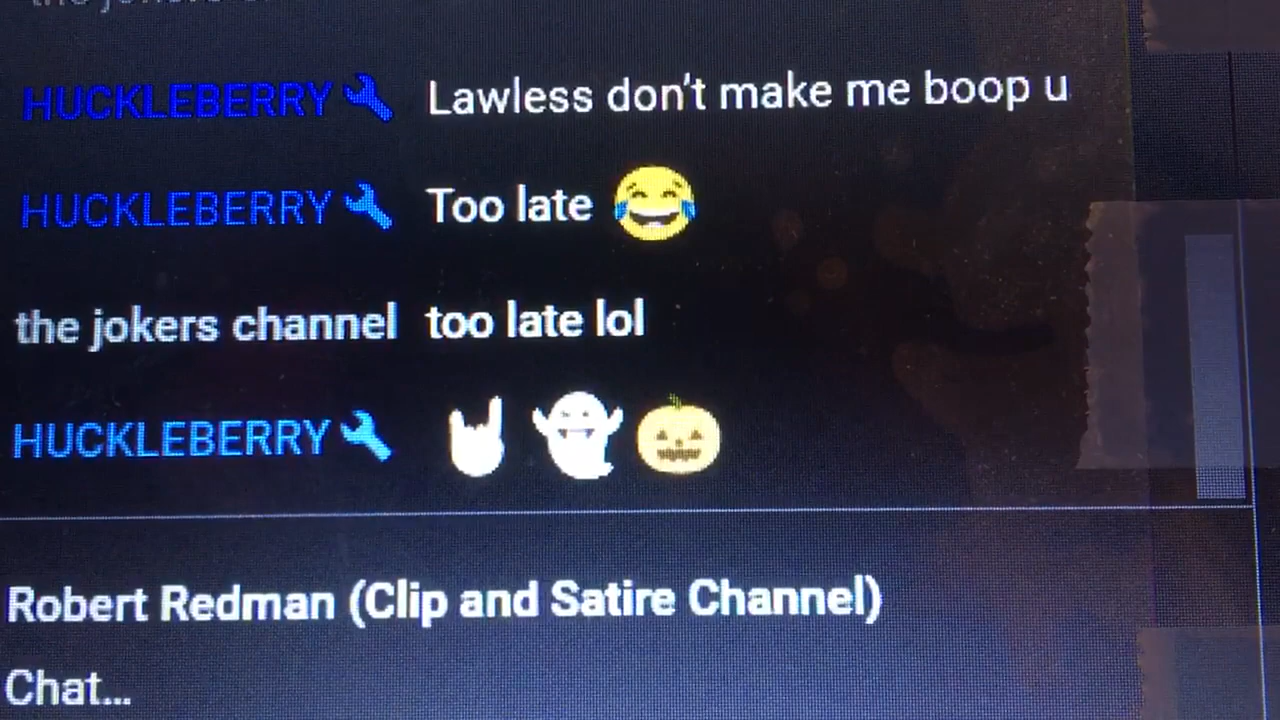 HUCKLEBERRY🔧 Lawless don't make me boop u
HUCKLEBERRY🔧 Too late 😂
the jokers channel too late lol
HUCKLEBERRY🔧 🤘 👻 🎃
Robert Redman (Clip and Satire Channel)
Chat...